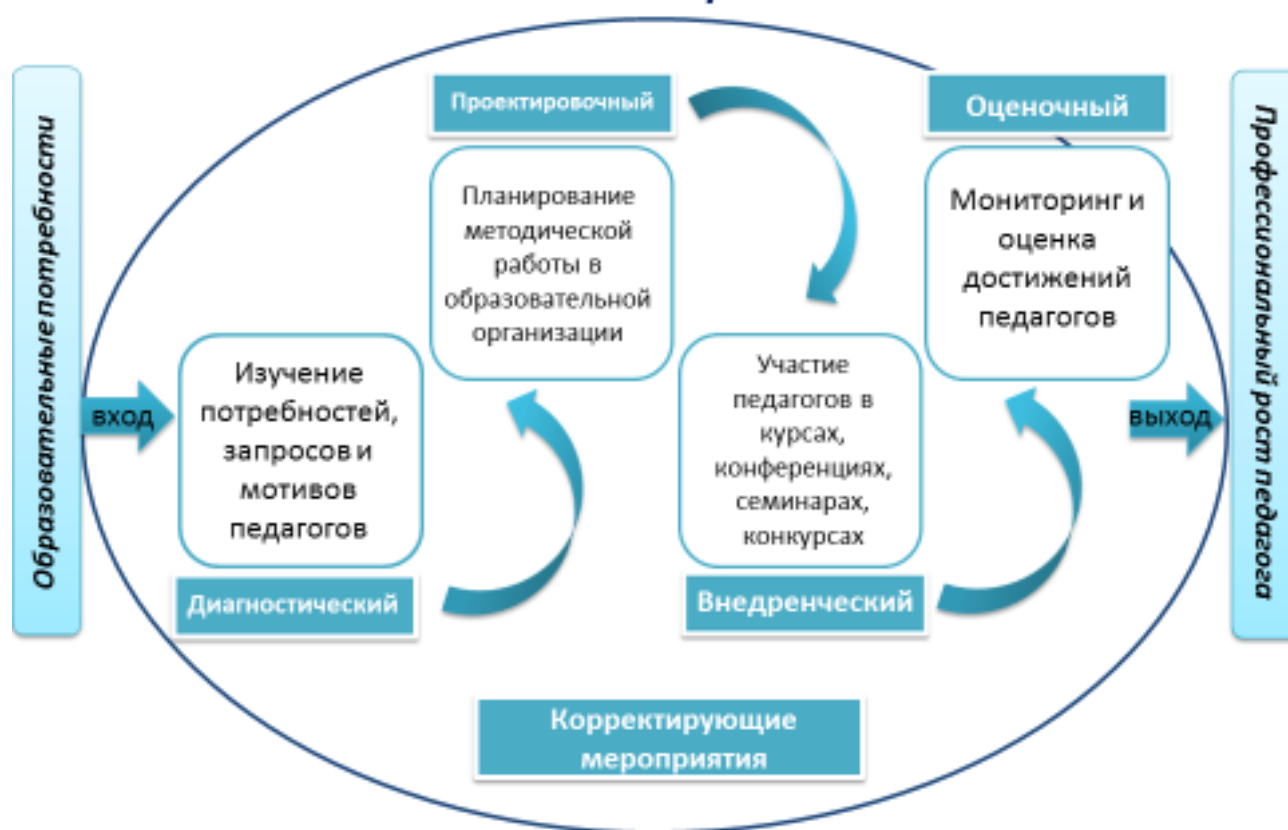 Образовательные потребности
вход
Изучение
потребностей,
запросов и
мотивов
педагогов
Диагностический
Проектировочный
Планирование
методической
работы в
образовательной
организации
Участие
педагогов в
курсах,
конференциях,
семинарах,
конкурсах
Внедренческий
Оценочный
Мониторинг и
оценка
достижений
педагогов
выход
Профессиональный рост педагога
Корректирующие
мероприятия